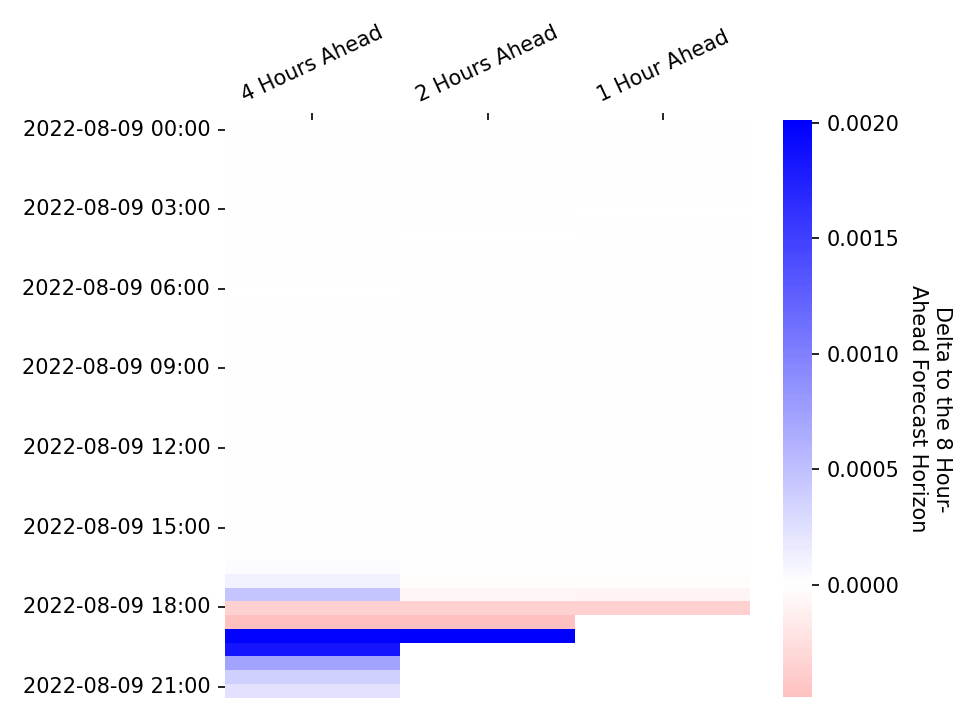 4 Hours Ahead
2 Hours Ahead
1 Hour Ahead
2022-08-09 00:00
2022-08-09 03:00
2022-08-09 06:00
2022-08-09 09:00
2022-08-09 12:00
2022-08-09 15:00
2022-08-09 18:00
2022-08-09 21:00
0.0020
0.0015
0.0010
0.0005
0.0000
Delta to the 8 Hour-
Ahead Forecast Horizon